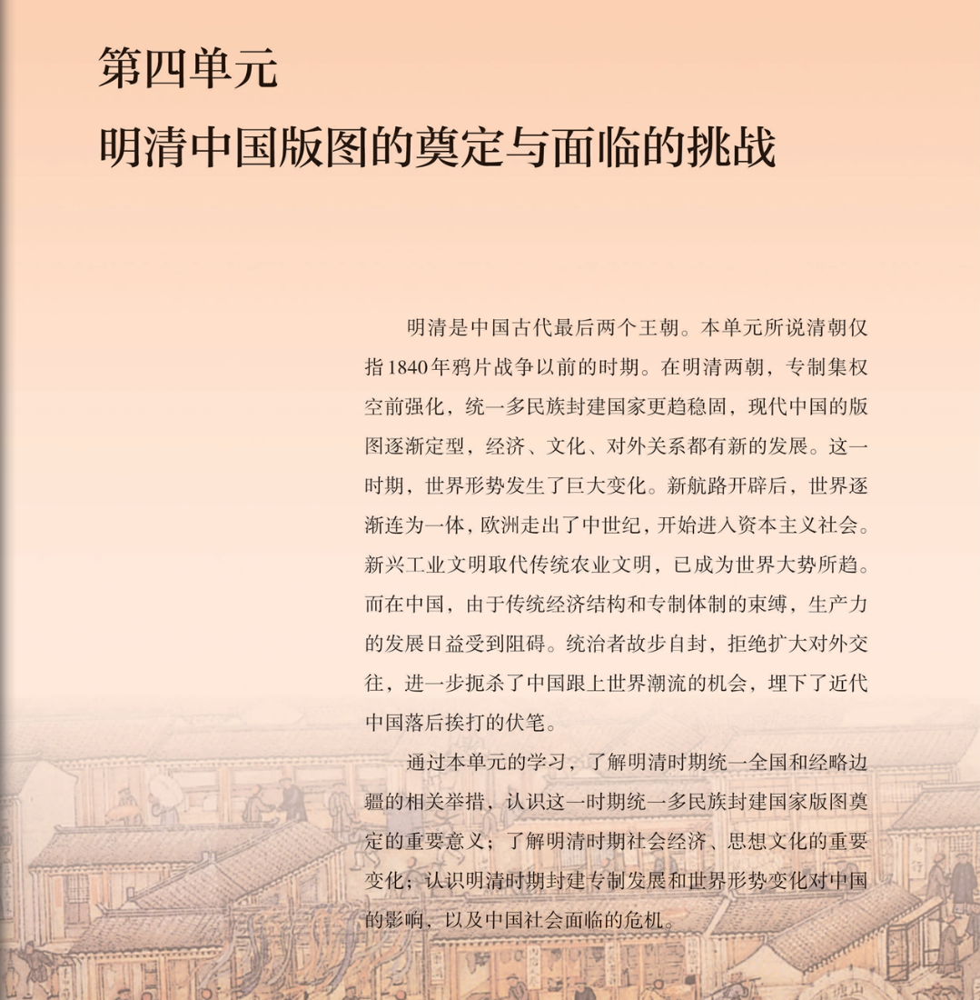 第四单元
明清中国版图的奠定与面临的挑战
明清是中国古代最后两个王朝。本单元所说清朝仅
指1840年鸦片战争以前的时期。在明清两朝，专制集权
空前强化，统一多民族封建国家更趋稳固，现代中国的版
图逐渐定型，经济、文化、对外关系都有新的发展。这一
时期，世界形势发生了巨大变化。新航路开辟后，世界逐
渐连为一体，欧洲走出了中世纪，开始进入资本主义社会。
新兴工业文明取代传统农业文明，已成为世界大势所趋。
而在中国，由于传统经济结构和专制体制的束缚，生产力
的发展日益受到阻碍。统治者故步自封，拒绝扩大对外交
往，进一步扼杀了中国跟上世界潮流的机会，埋下了近代
中国落后挨打的伏笔。
通过本单元的学习，了解明清时期统一全国和经略边
疆的相关举措，认识这一时期统一多民族封建国家版图奠
定的重要意义；了解明清时期社会经济、思想文化的重要
变化；认识明清时期封建专制发展和世界形势变化对中国
的影响，以及中国社会面临的危机。